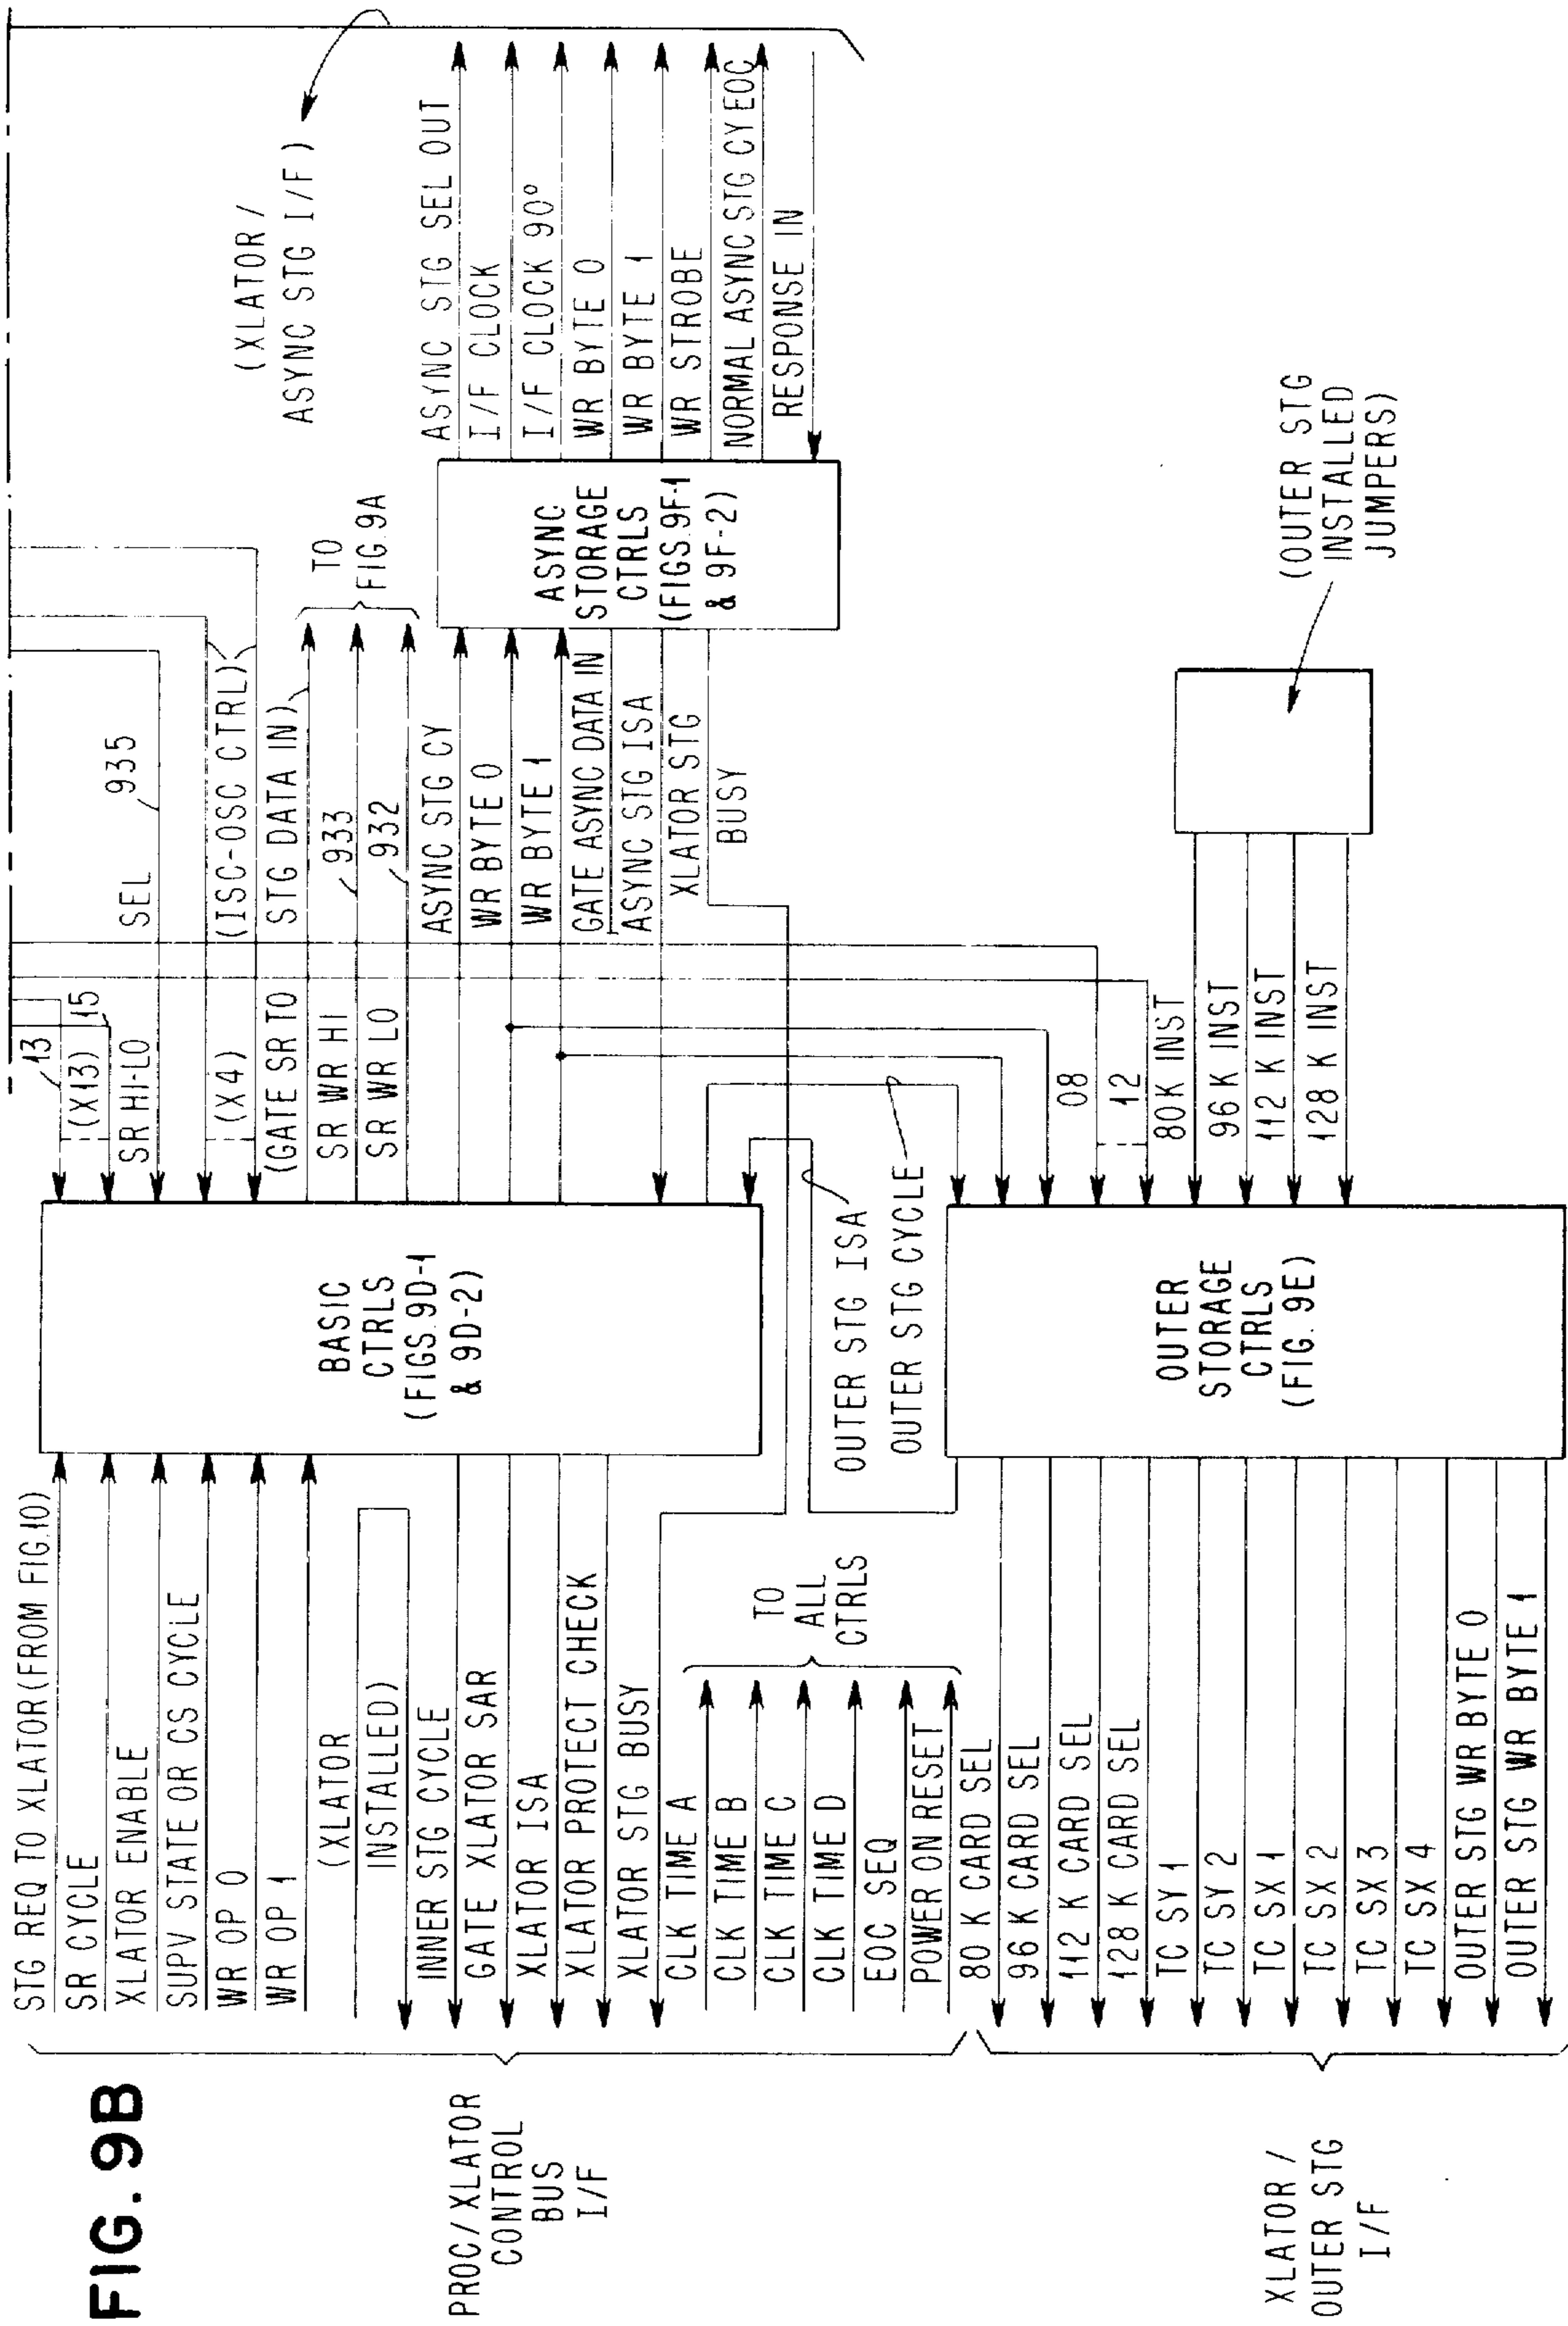 FIG. 9B
PROC/XLATOR
CONTROL
BUS
I/F
XLATOR /
OUTER STG
I/F
STG REQ TO XLATOR (FROM FIG.10)
SR CYCLE
XLATOR ENABLE
SUPV STATE OR CS CYCLE
WR OP 0
WR OP 1
(XLATOR
INSTALLED)
INNER STG CYCLE
GATE XLATOR SAR
XLATOR ISA
XLATOR PROTECT CHECK
XLATOR STG BUSY
CLK TIME A
CLK TIME B
CLK TIME C
CLK TIME D
EOC SEQ
POWER ON RESET
TO
ALL
CTRLS
80 K CARD SEL
96 K CARD SEL
112 K CARD SEL
128 K CARD SEL
TC SY 1
TC SY 2
TC SX 1
TC SX 2
TC SX 3
TC SX 4
OUTER STG WR BYTE 0
OUTER STG WR BYTE 1
BASIC
CTRLS
(FIGS.9D-1
& 9D-2)
OUTER STG ISA
OUTER STG CYCLE
OUTER
STORAGE
CTRLS
(FIG. 9E)
13
(X13)
15
SR HI-LO SEL
935
(X4)
(ISC-OSC CTRL)
(GATE SR TO STG DATA IN)
SR WR HI
933
SR WR LO
932
TO
FIG.9A
ASYNC STG CY
WR BYTE 0
WR BYTE 1
GATE ASYNC DATA IN
ASYNC STG ISA
XLATOR STG
BUSY
08
12
80K INST
96 K INST
112 K INST
128 K INST
(OUTER STG
INSTALLED
JUMPERS)
ASYNC
STORAGE
CTRLS
(FIGS.9F-1
& 9F-2)
(XLATOR /
ASYNC STG I/F)
ASYNC STG SEL OUT
I/F CLOCK
I/F CLOCK 90°
WR BYTE 0
WR BYTE 1
WR STROBE
NORMAL ASYNC STG CY EOC
RESPONSE IN